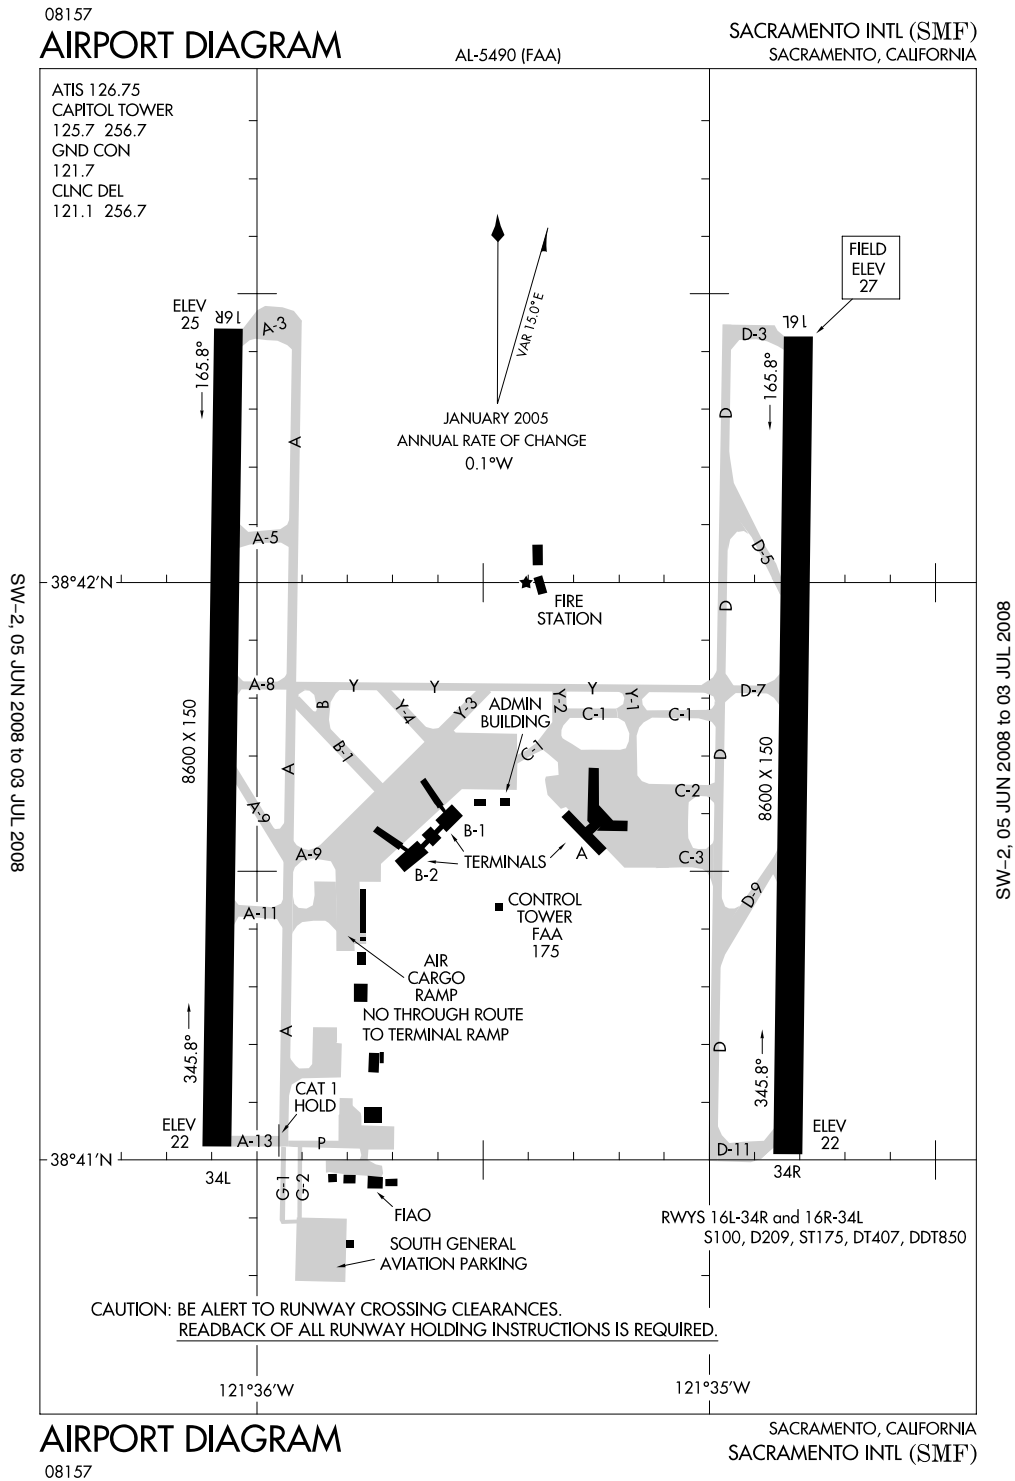 08157
AIRPORT DIAGRAM
AL-5490 (FAA)
SACRAMENTO INTL (SMF)
SACRAMENTO, CALIFORNIA
ATIS 126.75
CAPITOL TOWER
125.7 256.7
GND CON
121.7
CLNC DEL
121.1 256.7
FIELD
ELEV
27
VAR 15.0°E
JANUARY 2005
ANNUAL RATE OF CHANGE
0.1°W
ELEV
25
16R
A-3
165.8°
A
A-5
16L
D-3
165.8°
D
D-5
38°42'N
FIRE
STATION
D
A-8
Y
Y
Y
D-7
B
Y-4
Y-3
ADMIN
BUILDING
Y-2
Y-1
C-1
C-1
C-1
B-1
8600 X 150
A
D
8600 X 150
C-2
A-9
A-9
B-1
TERMINALS
A
B-2
C-3
D-9
A-11
CONTROL
TOWER
FAA
175
AIR
CARGO
RAMP
NO THROUGH ROUTE
TO TERMINAL RAMP
A
D
345.8°
345.8°
CAT 1
HOLD
ELEV
22
A-13
P
D-11
ELEV
22
38°41'N
34L
34R
G-1
G-2
FIAO
RWYS 16L-34R and 16R-34L
S100, D209, ST175, DT407, DDT850
SOUTH GENERAL
AVIATION PARKING
CAUTION: BE ALERT TO RUNWAY CROSSING CLEARANCES.
READBACK OF ALL RUNWAY HOLDING INSTRUCTIONS IS REQUIRED.
121°36'W
121°35'W
SW-2, 05 JUN 2008 to 03 JUL 2008
SW-2, 05 JUN 2008 to 03 JUL 2008
AIRPORT DIAGRAM
08157
SACRAMENTO, CALIFORNIA
SACRAMENTO INTL (SMF)